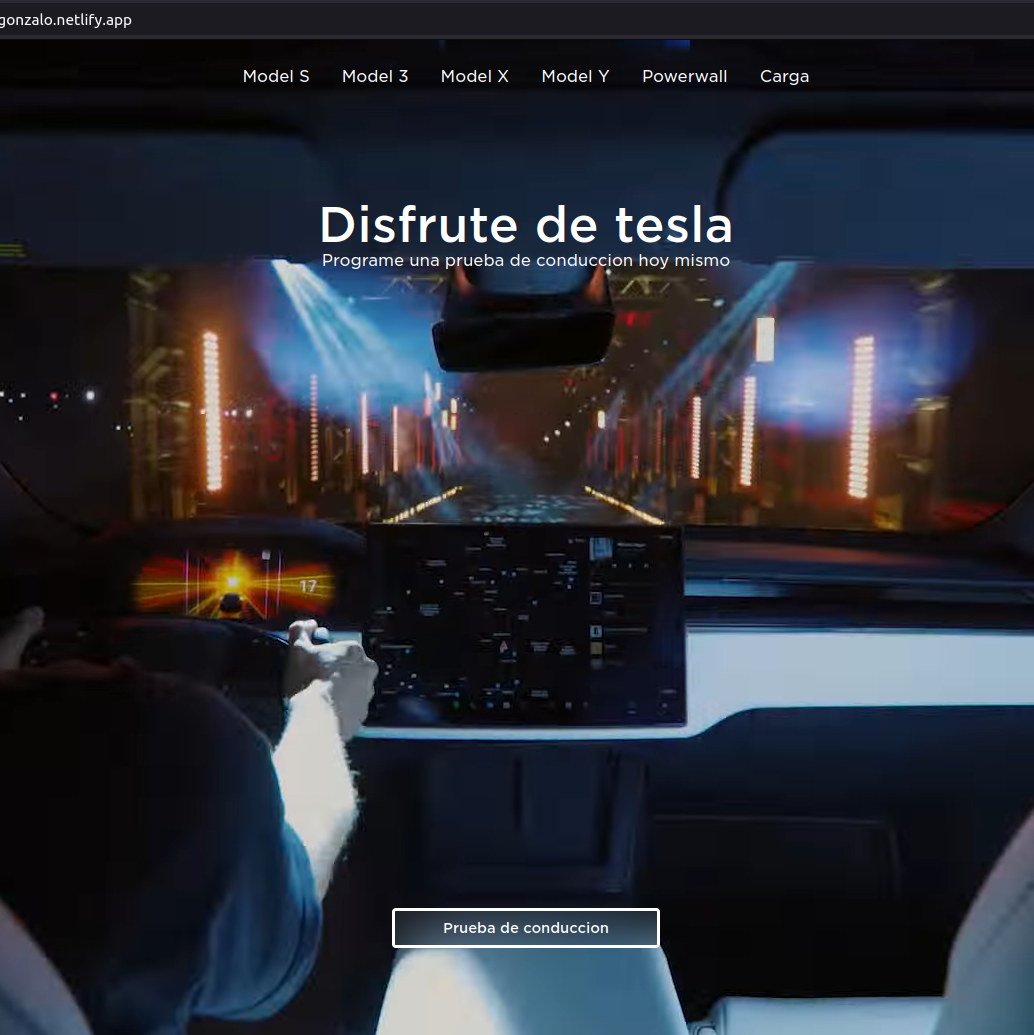 gonzalo.netlify.app
Model S Model 3 Model X Model Y Powerwall Carga
Disfrute de tesla
Programe una prueba de conduccion hoy mismo
17
Prueba de conduccion